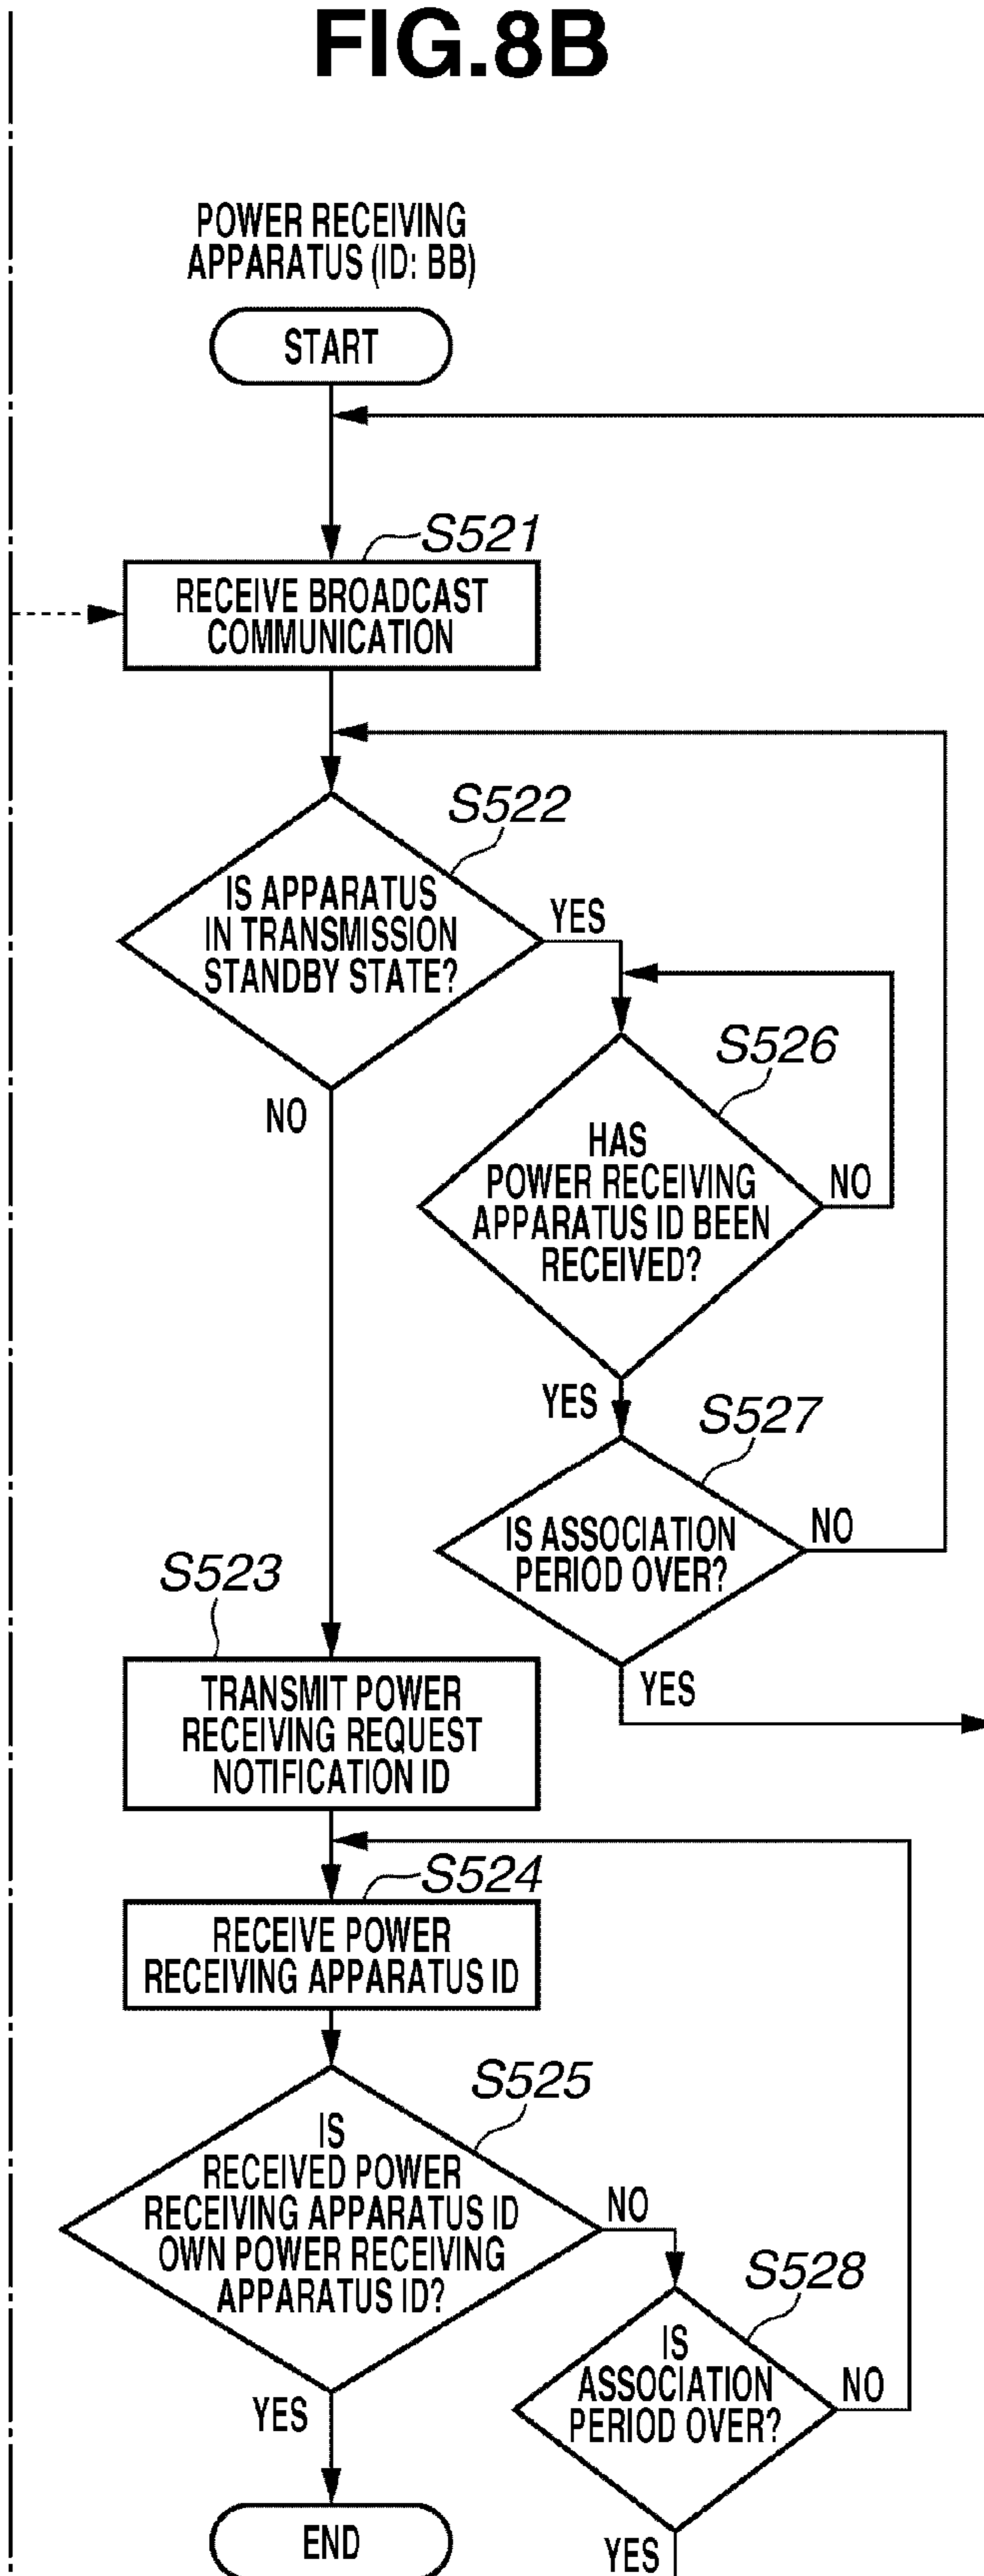 FIG.8B
POWER RECEIVING
APPARATUS (ID: BB)
START
S521
RECEIVE BROADCAST
COMMUNICATION
S522
IS APPARATUS
IN TRANSMISSION
STANDBY STATE?
YES
NO
S526
HAS
POWER RECEIVING
APPARATUS ID BEEN
RECEIVED?
NO
YES
S527
IS ASSOCIATION
PERIOD OVER?
NO
YES
S523
TRANSMIT POWER
RECEIVING REQUEST
NOTIFICATION ID
S524
RECEIVE POWER
RECEIVING APPARATUS ID
S525
IS
RECEIVED POWER
RECEIVING APPARATUS ID
OWN POWER RECEIVING
APPARATUS ID?
NO
YES
S528
IS
ASSOCIATION
PERIOD OVER?
NO
YES
END